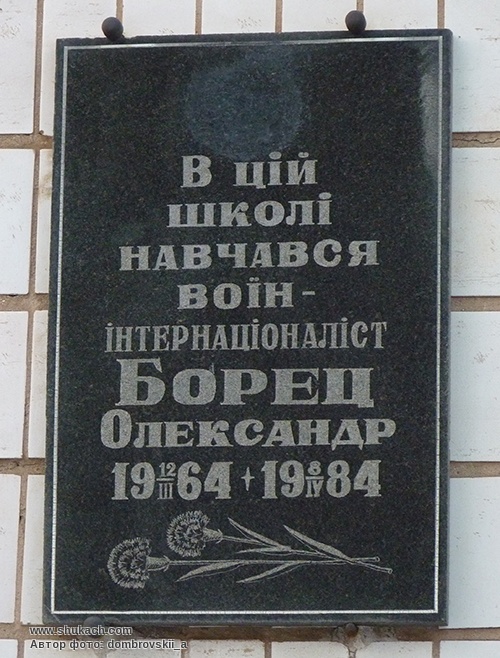 В ЦІЙ
ШКОЛІ
НАВЧАВСЯ
ВОЇН-
ІНТЕРНАЦІОНАЛІСТ
БОРЕЦ
ОЛЕКСАНДР
19 12/III 64 + 19 8/IV 84
www.shukach.com
Автор фото: dombrovskii_a